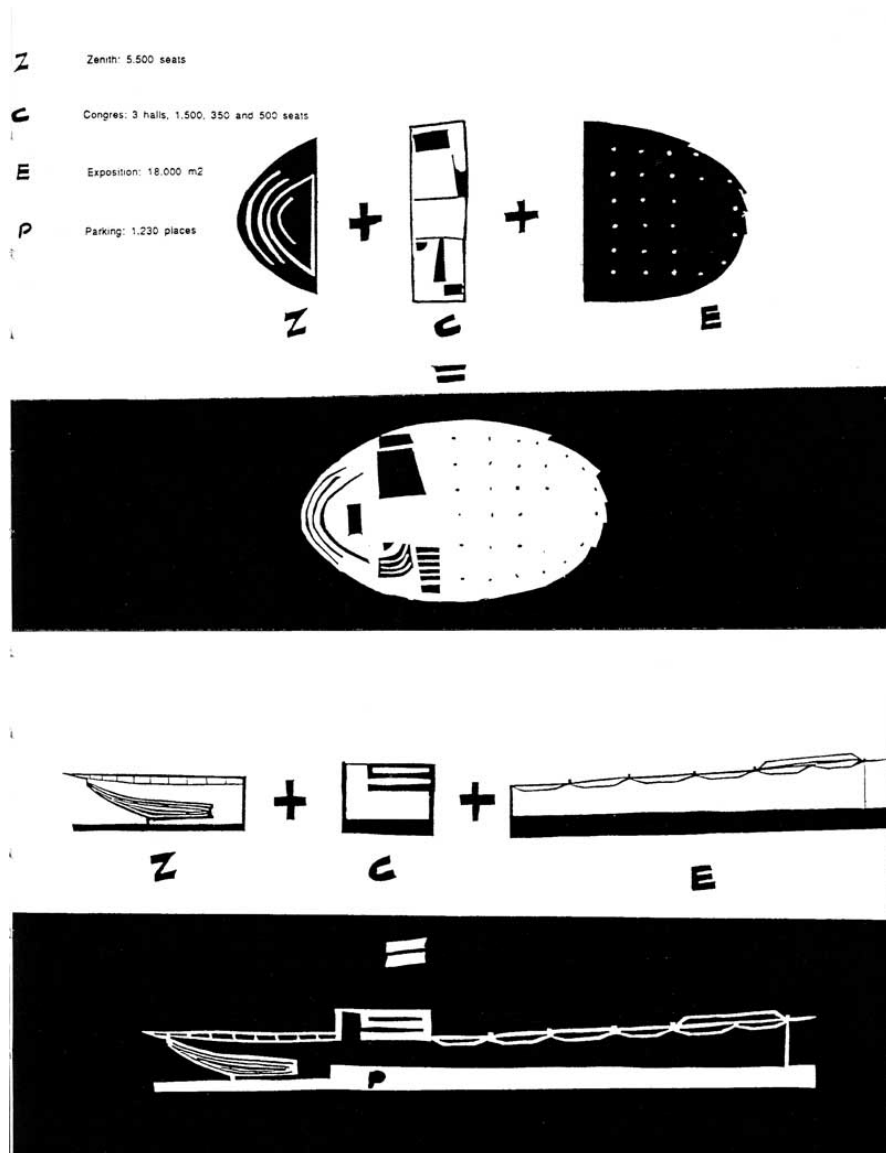 Z Zenith: 5.500 seats
C Congres: 3 halls, 1.500, 350 and 500 seats
E Exposition: 18.000 m2
P Parking: 1.230 places
+ +
Z C E
=
+ +
Z C E
=
P